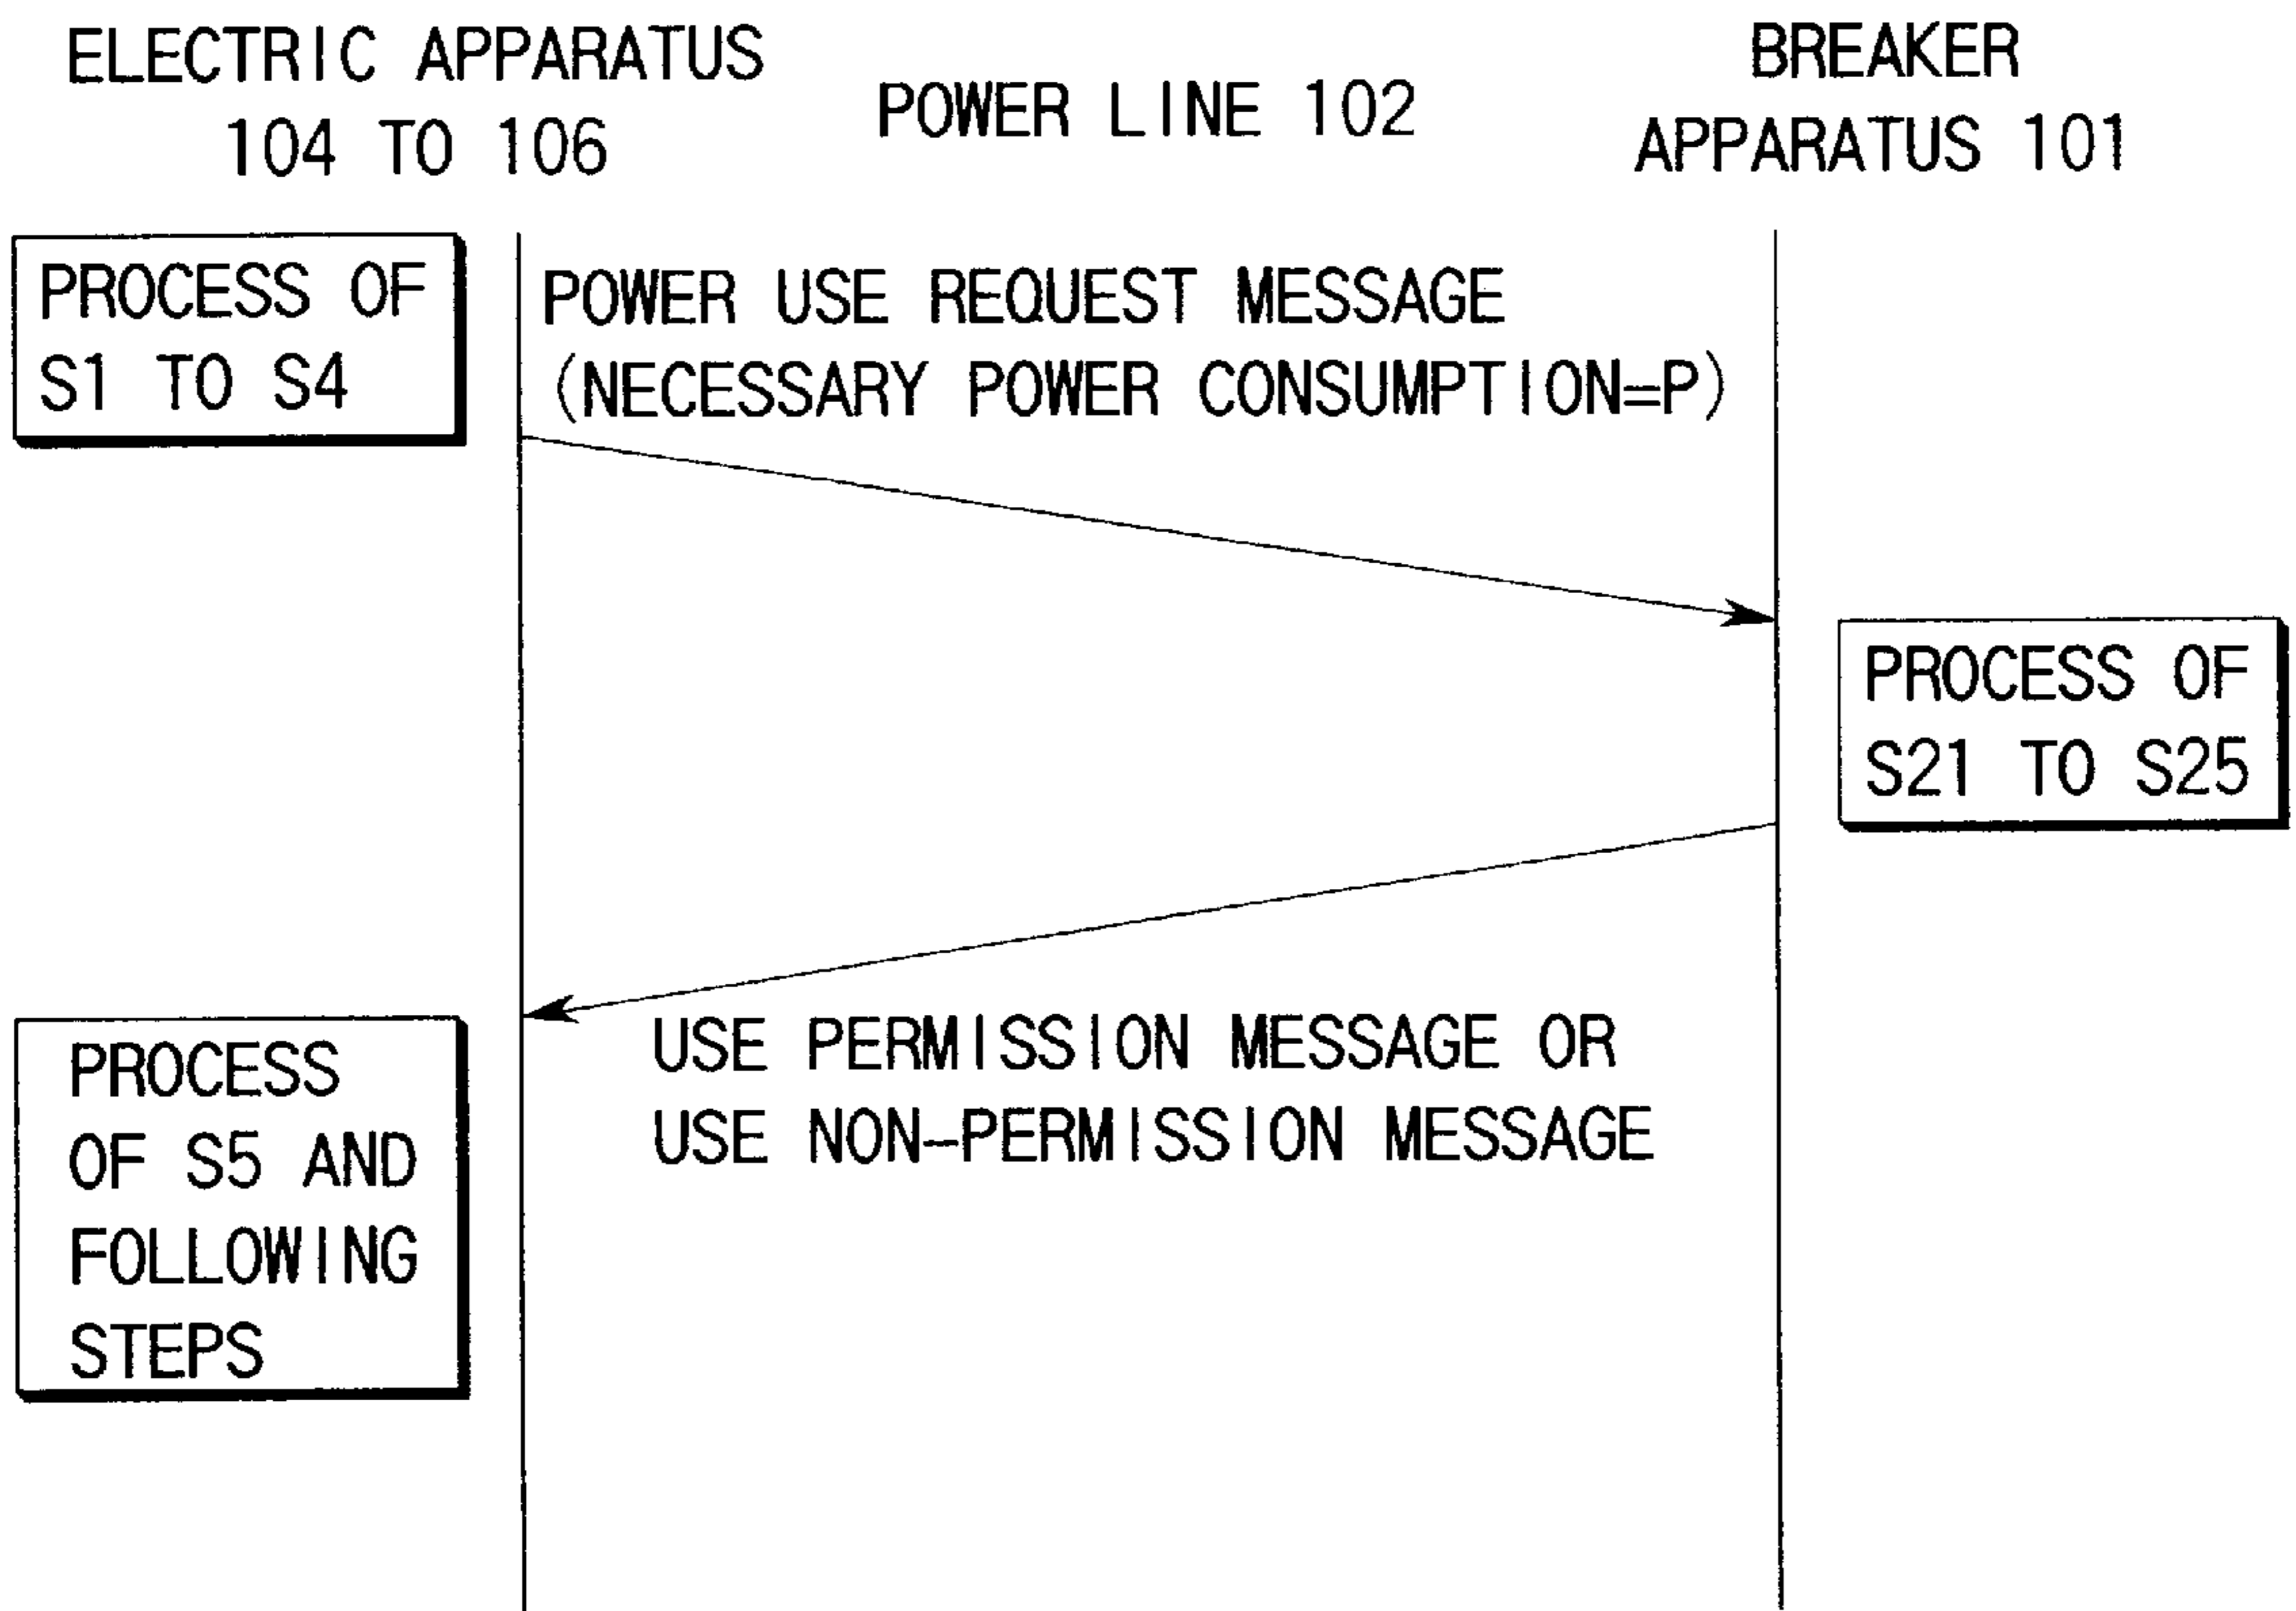 ELECTRIC APPARATUS
104 TO 106
POWER LINE 102
BREAKER
APPARATUS 101
PROCESS OF
S1 TO S4
POWER USE REQUEST MESSAGE
(NECESSARY POWER CONSUMPTION=P)
PROCESS OF
S21 TO S25
USE PERMISSION MESSAGE OR
USE NON-PERMISSION MESSAGE
PROCESS
OF S5 AND
FOLLOWING
STEPS